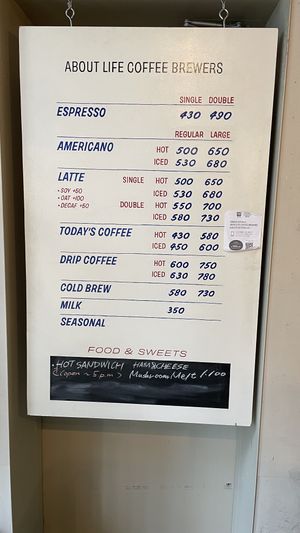 ABOUT LIFE COFFEE BREWERS
SINGLE DOUBLE
ESPRESSO 430 490
REGULAR LARGE
AMERICANO HOT 500 650
ICED 530 680
LATTE SINGLE HOT 500 650
• SOY +50 ICED 530 680
• OAT +100 DOUBLE HOT 550 700
• DECAF +50 ICED 580 730
TODAY'S COFFEE HOT 430 580
ICED 450 600
DRIP COFFEE HOT 600 750
ICED 630 780
COLD BREW 580 730
MILK 350
SEASONAL
FOOD & SWEETS
• HOT SANDWICH HAM&CHEESE
(open ~ 5pm) Mushroom Melt 1,100